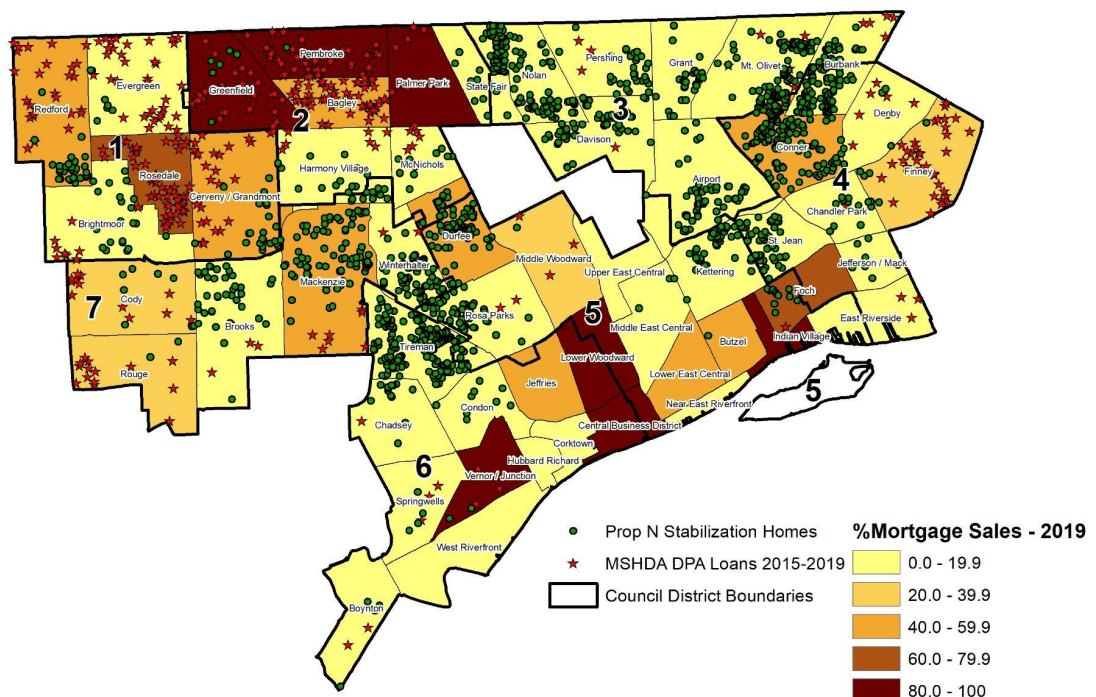 Pembroke
Evergreen
Greenfield
Palmer Park
State Fair
Nolan
Pershing
Grant
Mt. Olivet
Burbank
Redford
Bagley
2
3
Denby
1
Rosedale
Harmony Village
McNichols
Davison
Conner
Finney
Cerveny / Grandmont
Airport
4
Brightmoor
Chandler Park
Durfee
St. Jean
Winterhalter
Middle Woodward
Upper East Central
Kettering
Jefferson / Mack
Mackenzie
7
Cody
Foch
Brooks
Rosa Parks
5
Middle East Central
East Riverside
Tireman
Butzel
Indian Village
Lower Woodward
Rouge
Jeffries
Lower East Central
5
Near East Riverfront
Condon
Chadsey
Central Business District
Corktown
6
Hubbard Richard
Vernor / Junction
Springwells
West Riverfront
Boynton
Prop N Stabilization Homes
MSHDA DPA Loans 2015-2019
Council District Boundaries
%Mortgage Sales - 2019
0.0 - 19.9
20.0 - 39.9
40.0 - 59.9
60.0 - 79.9
80.0 - 100